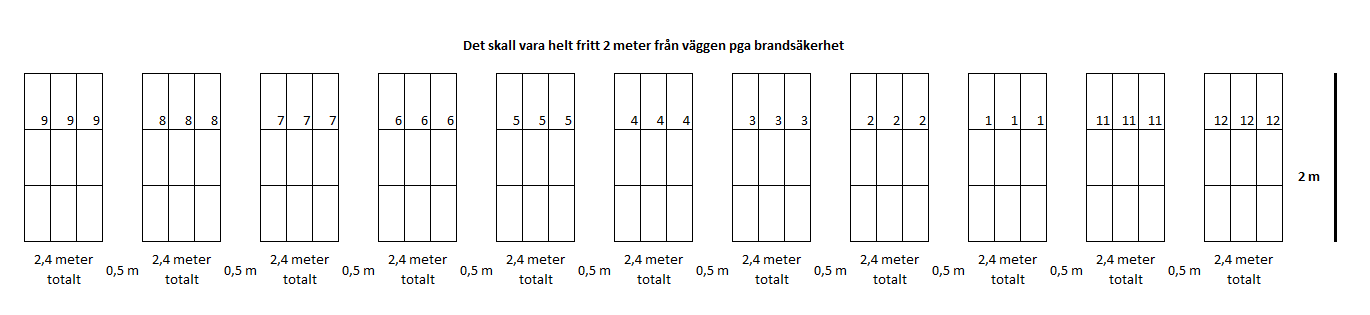 Det skall vara helt fritt 2 meter från väggen pga brandsäkerhet
9 9 9 8 8 8 7 7 7 6 6 6 5 5 5 4 4 4 3 3 3 2 2 2 1 1 1 11 11 11 12 12 12
2 m
2,4 meter totalt
0,5 m
2,4 meter totalt
0,5 m
2,4 meter totalt
0,5 m
2,4 meter totalt
0,5 m
2,4 meter totalt
0,5 m
2,4 meter totalt
0,5 m
2,4 meter totalt
0,5 m
2,4 meter totalt
0,5 m
2,4 meter totalt
0,5 m
2,4 meter totalt
0,5 m
2,4 meter totalt